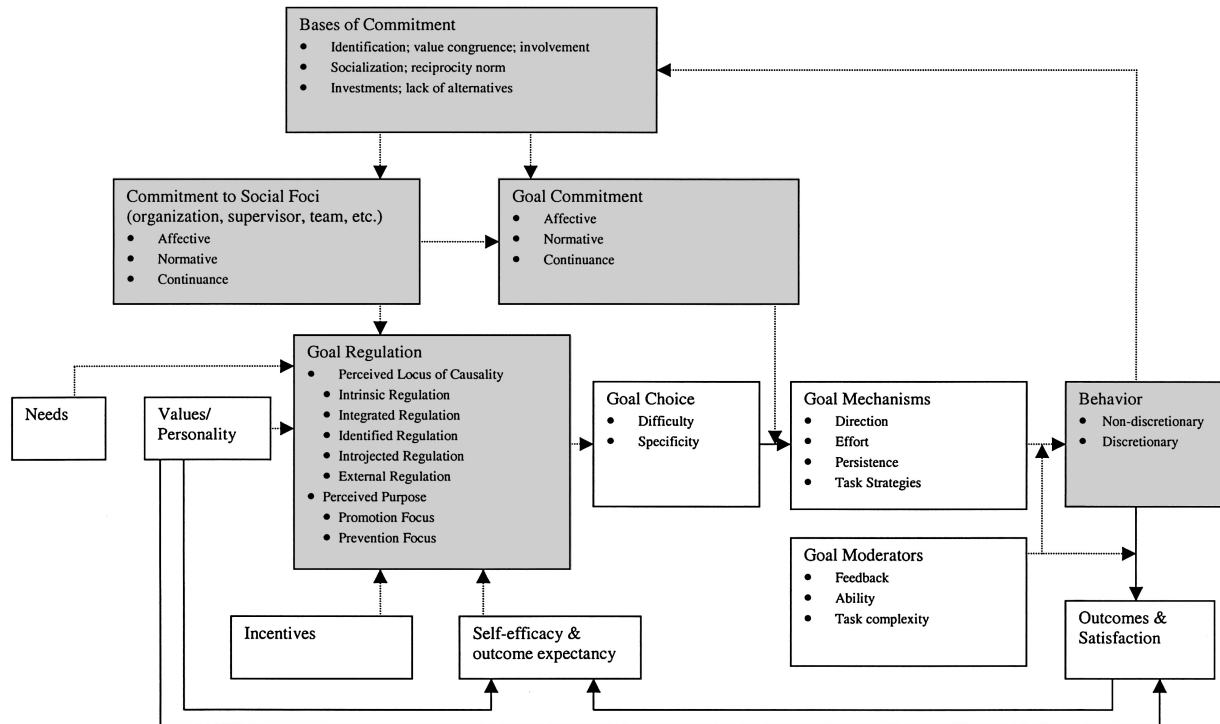 Bases of Commitment
● Identification; value congruence; involvement
● Socialization; reciprocity norm
● Investments; lack of alternatives
Commitment to Social Foci
(organization, supervisor, team, etc.)
● Affective
● Normative
● Continuance
Goal Commitment
● Affective
● Normative
● Continuance
Needs
Values/
Personality
Goal Regulation
● Perceived Locus of Causality
● Intrinsic Regulation
● Integrated Regulation
● Identified Regulation
● Introjected Regulation
● External Regulation
● Perceived Purpose
● Promotion Focus
● Prevention Focus
Goal Choice
● Difficulty
● Specificity
Goal Mechanisms
● Direction
● Effort
● Persistence
● Task Strategies
Behavior
● Non-discretionary
● Discretionary
Goal Moderators
● Feedback
● Ability
● Task complexity
Incentives
Self-efficacy &
outcome expectancy
Outcomes &
Satisfaction